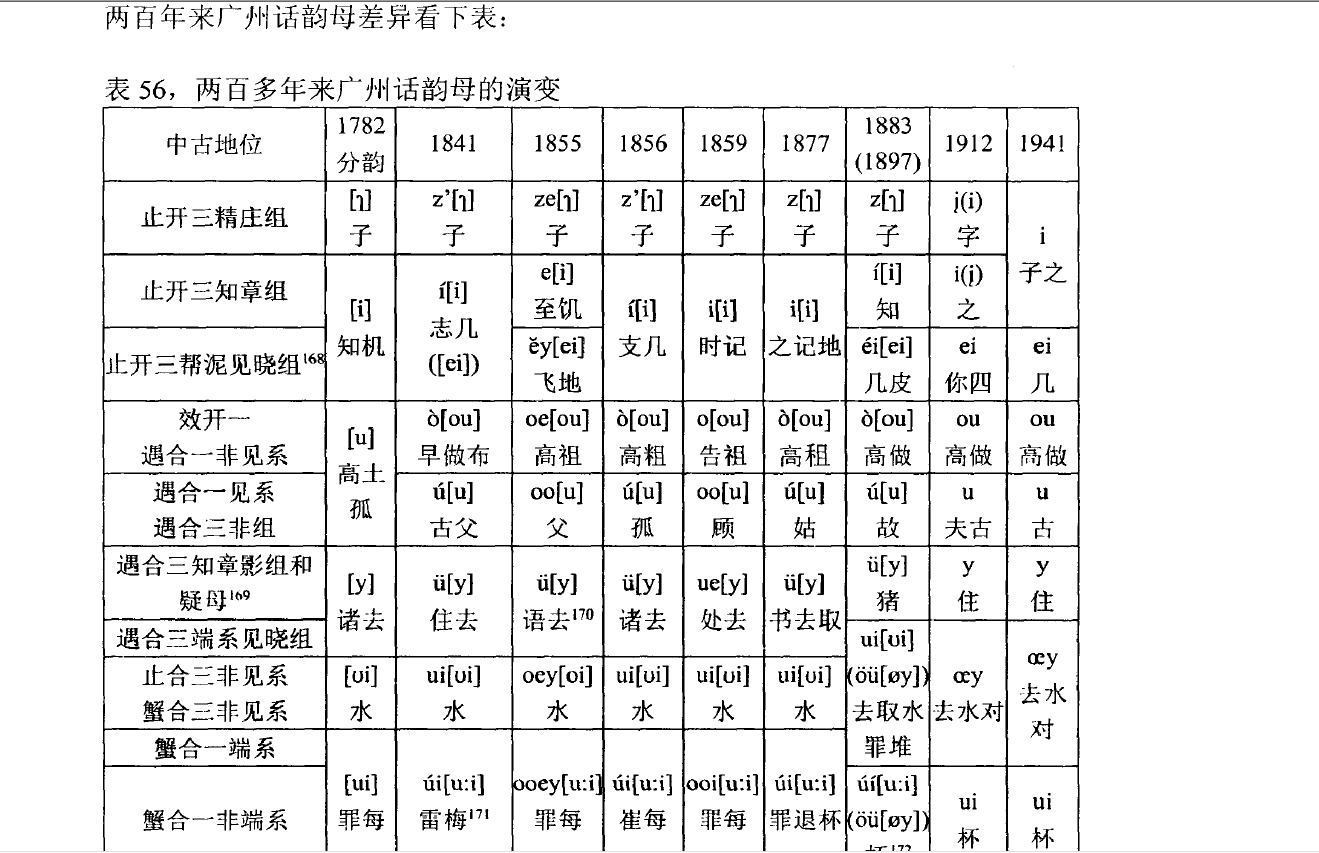 两百年来广州话韵母差异看下表：
表 56，两百多年来广州话韵母的演变
中古地位 1782 分韵 1841 1855 1856 1859 1877 1883 (1897) 1912 1941
止开三精庄组 [ɿ] 子 z’[ɿ] 子 ze[ɿ] 子 z’[ɿ] 子 ze[ɿ] 子 z[ɿ] 子 z[ɿ] 子 j(i) 字 i 子之
止开三知章组 [i] 知机 í[i] 志几 ([ei]) e[i] 至饥 í[i] 支几 i[i] 时记 i[i] 之记地 í[i] 知 i(j) 之
止开三帮泥见晓组168 ĕy[ei] 飞地 éi[ei] 几皮 ei 你四 ei 几
效开一 遇合一非见系 [u] 高土孤 ò[ou] 早做布 oe[ou] 高祖 ò[ou] 高粗 o[ou] 告祖 ò[ou] 高租 ò[ou] 高做 ou 高做 ou 高做
遇合一见系 遇合三非组 ú[u] 古父 oo[u] 父 ú[u] 孤 oo[u] 顾 ú[u] 姑 ú[u] 故 u 夫古 u 古
遇合三知章影组和疑母169 [y] 诸去 ü[y] 住去 ü[y] 语去170 ü[y] 诸去 ue[y] 处去 ü[y] 书去取 ü[y] 猪 y 住 y 住
遇合三端系见晓组 ui[ʊi] (öü[øy]) 去取水罪堆 œy 去水对 œy 去水对
止合三非见系 蟹合三非见系 [ʊi] 水 ui[ʊi] 水 oey[oi] 水 ui[ʊi] 水 ui[ʊi] 水 ui[ʊi] 水
蟹合一端系 [ui] 罪每 úi[u:i] 雷梅171 ooey[u:i] 罪每 úi[u:i] 崔每 ooi[u:i] 罪每 úi[u:i] 罪退杯
蟹合一非端系 úí[u:i] (öü[øy]) ui 杯 ui 杯